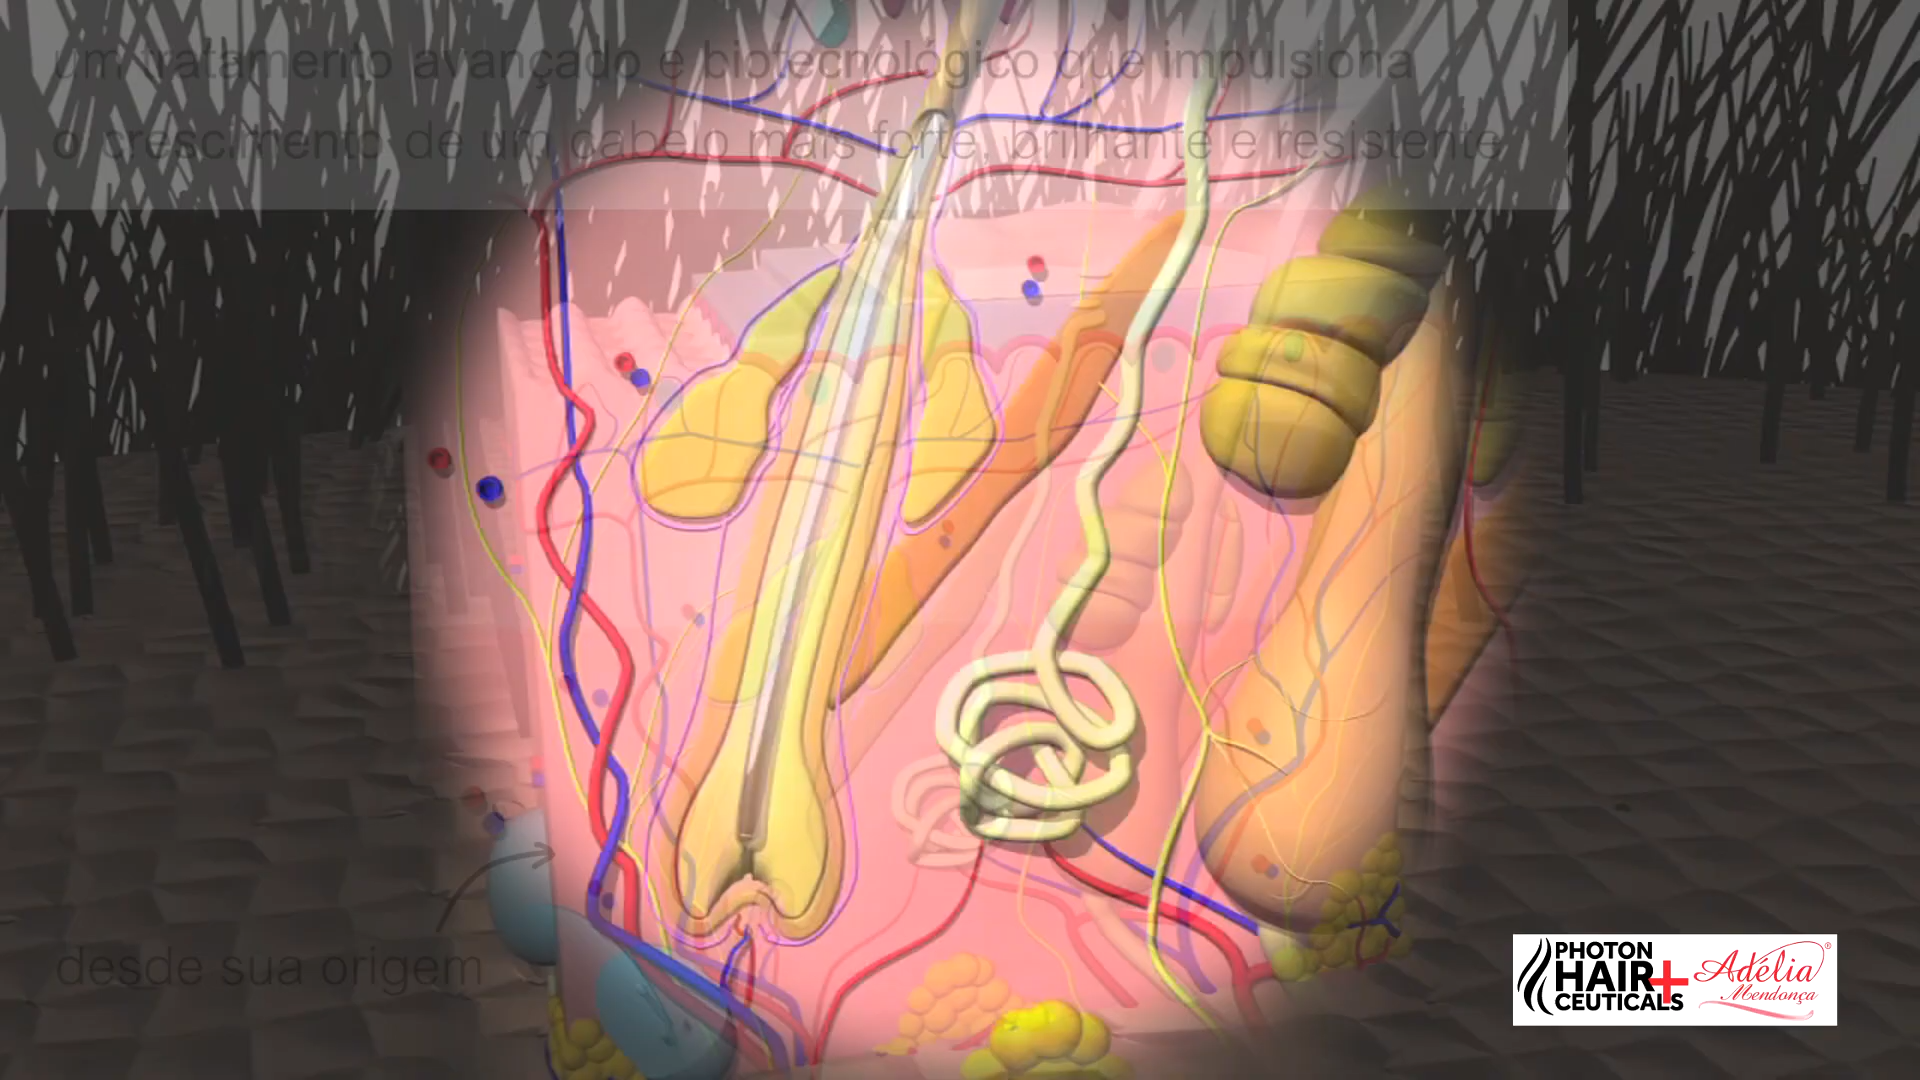 um tratamento avançado e biotecnológico que impulsiona
o crescimento de um cabelo mais forte, brilhante e resistente
desde sua origem
PHOTON
HAIR+
CEUTICALS
Adélia
Mendonça